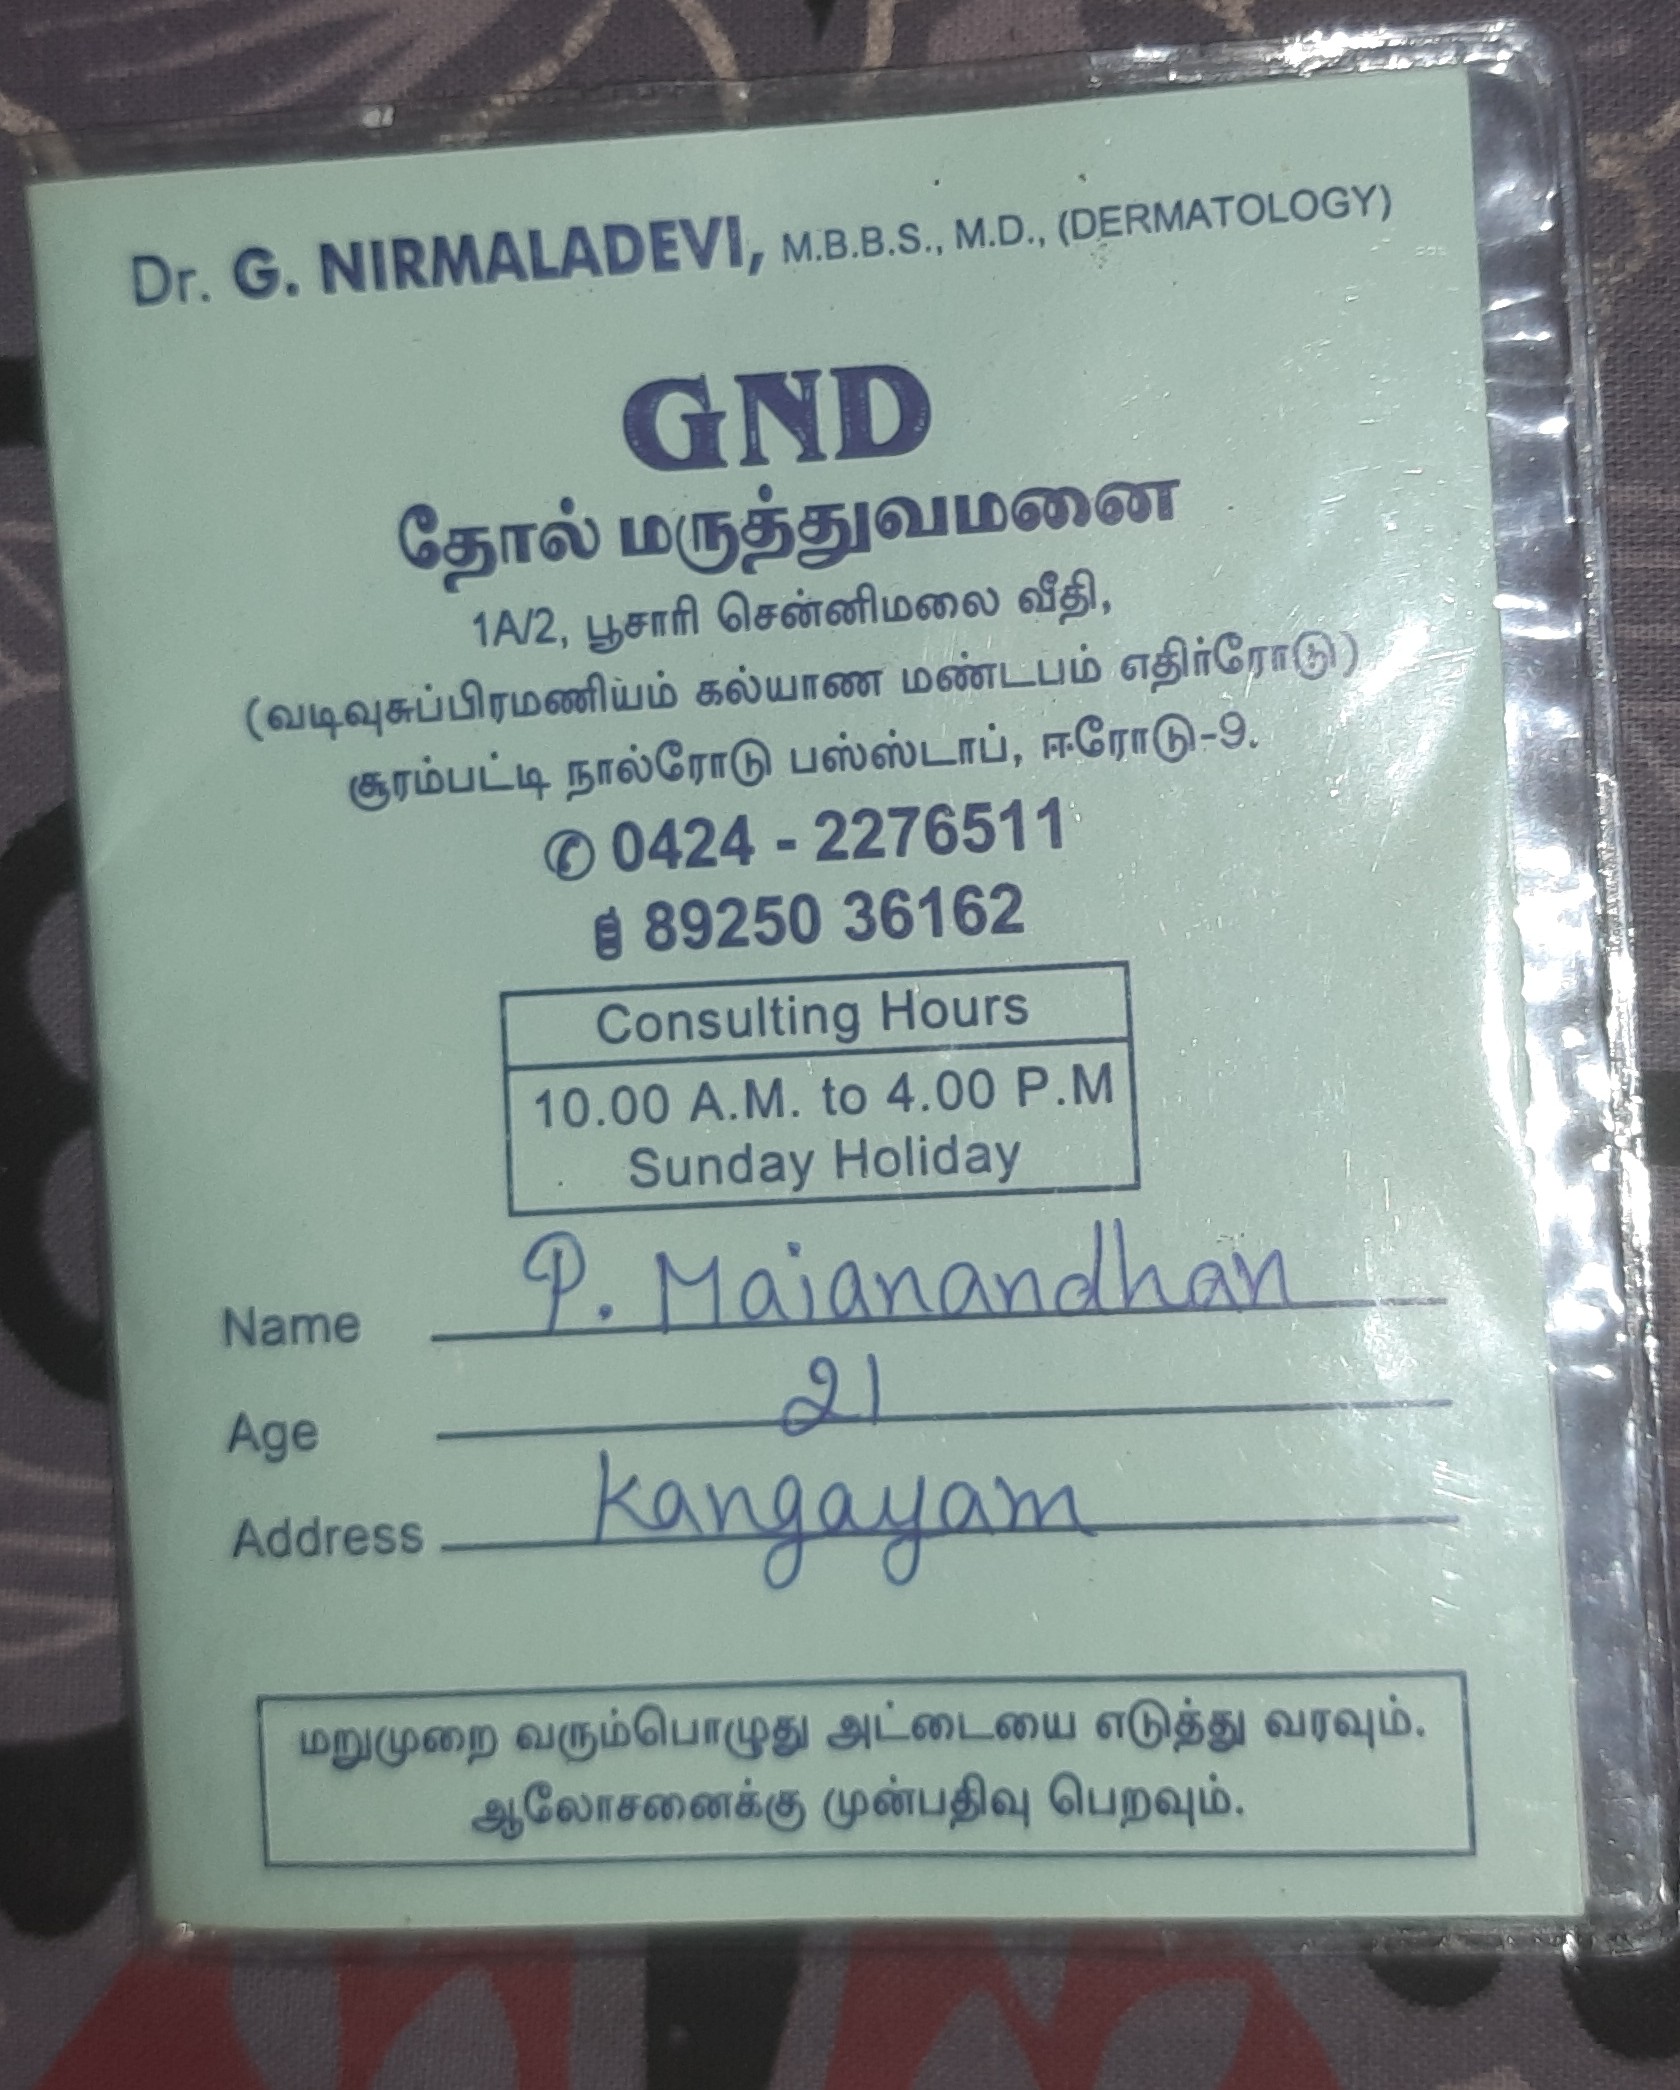 Dr. G. NIRMALADEVI, M.B.B.S., M.D., (DERMATOLOGY)
GND
தோல் மருத்துவமனை
1A/2, பூசாரி சென்னிமலை வீதி,
(வடிவுசுப்பிரமணியம் கல்யாண மண்டபம் எதிர்ரோடு)
சூரம்பட்டி நால்ரோடு பஸ்ஸ்டாப், ஈரோடு-9.
✆ 0424 - 2276511
89250 36162
Consulting Hours
10.00 A.M. to 4.00 P.M
Sunday Holiday
Name P. Maianandhan
Age 21
Address Kangayam
மறுமுறை வரும்பொழுது அட்டையை எடுத்து வரவும்.
ஆலோசனைக்கு முன்பதிவு பெறவும்.